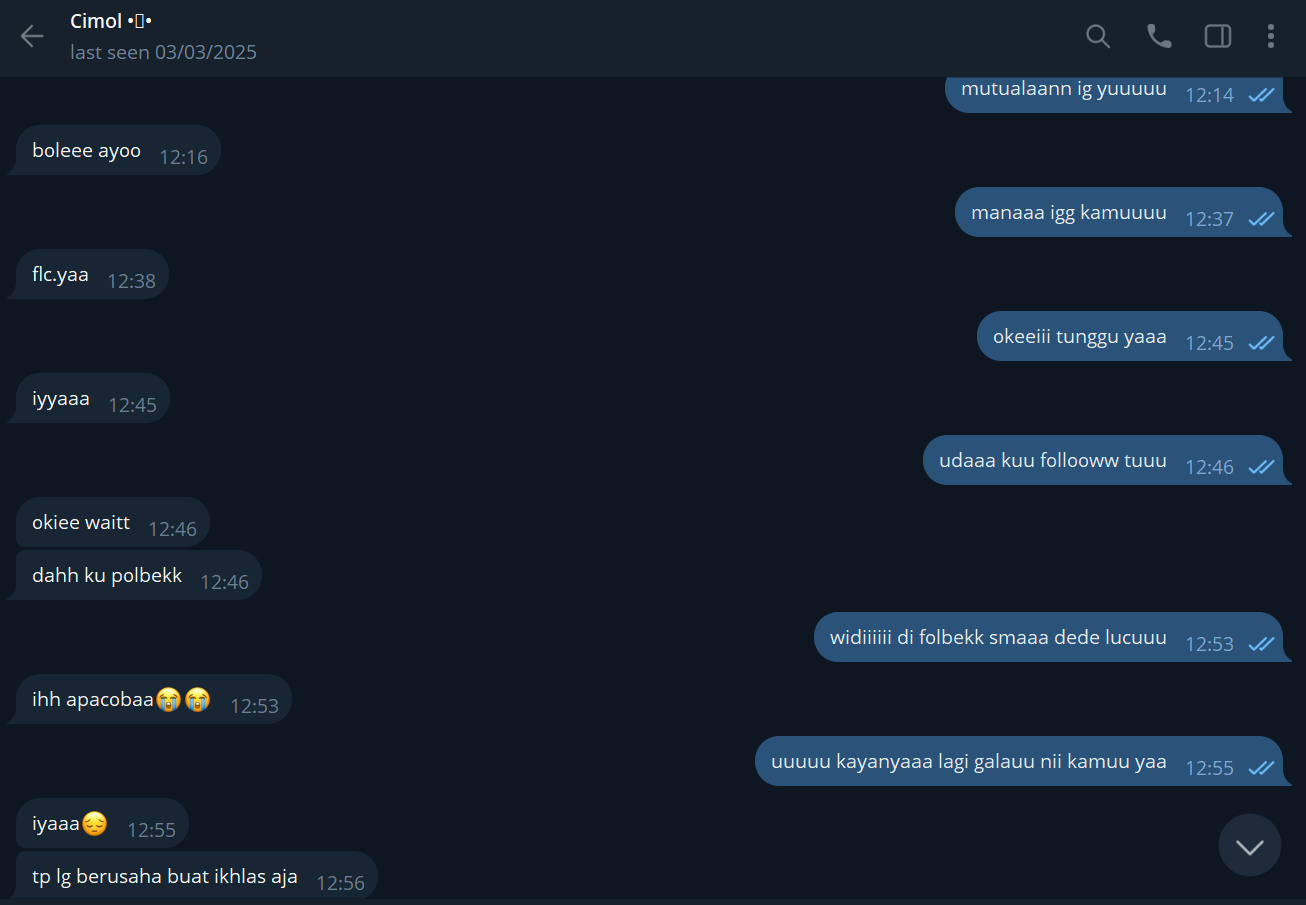 Cimol •▯•
last seen 03/03/2025
mutualaann ig yuuuuu 12:14
boleee ayoo 12:16
manaaa igg kamuuuu 12:37
flc.yaa 12:38
okeeiii tunggu yaaa 12:45
iyyaaa 12:45
udaaa kuu follooww tuuu 12:46
okiee waitt 12:46
dahh ku polbekk 12:46
widiiiiii di folbekk smaaa dede lucuuu 12:53
ihh apacobaa😭😭 12:53
uuuuu kayanyaaa lagi galauu nii kamuu yaa 12:55
iyaaa😔 12:55
tp lg berusaha buat ikhlas aja 12:56